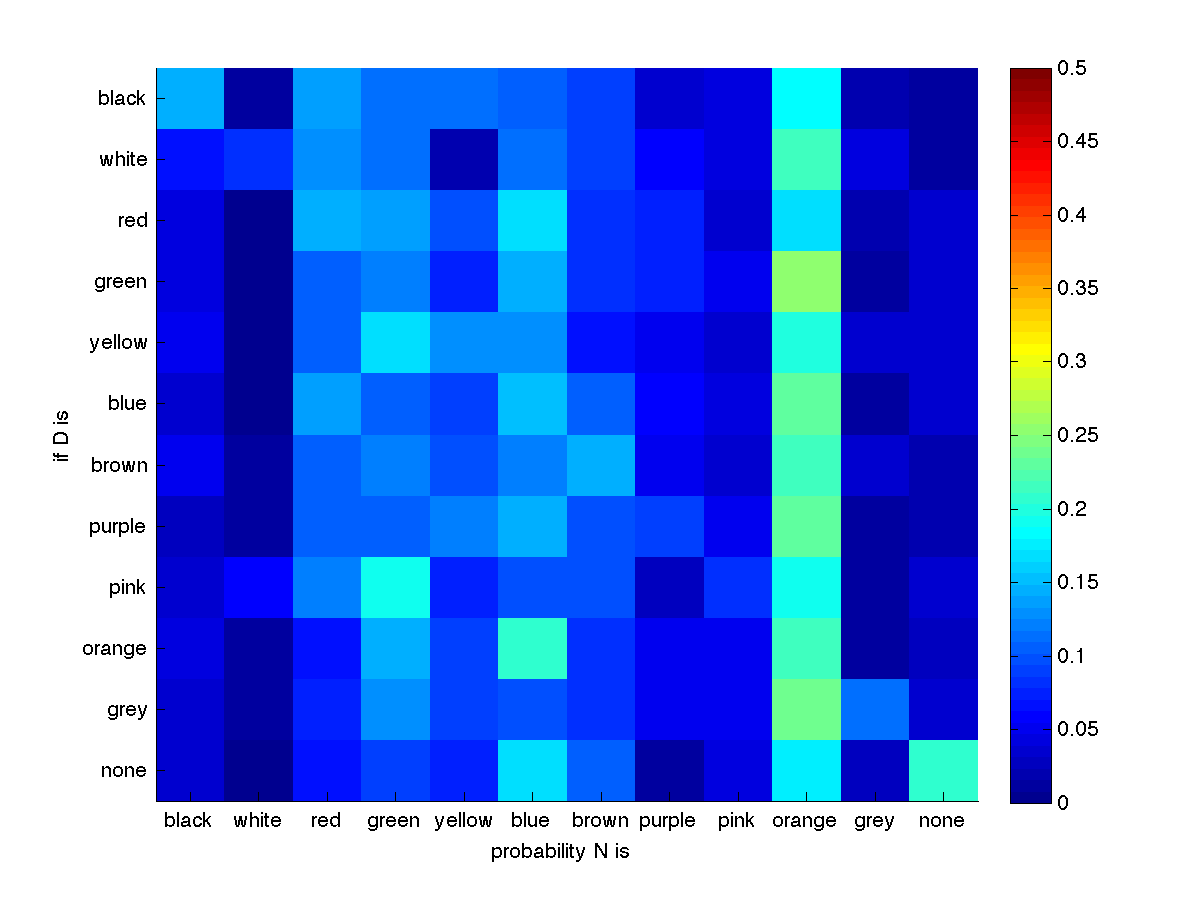 black
white
red
green
yellow
blue
brown
purple
pink
orange
grey
none
if D is
black white red green yellow blue brown purple pink orange grey none
probability N is
0.5
0.45
0.4
0.35
0.3
0.25
0.2
0.15
0.1
0.05
0